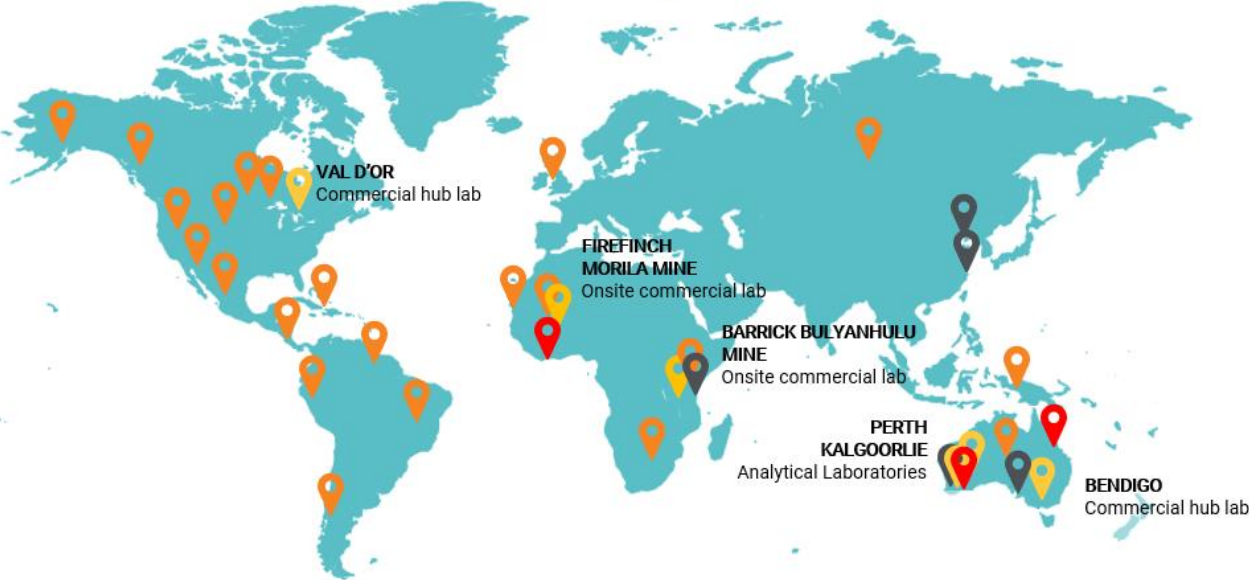 VAL D'OR
Commercial hub lab
FIREFINCH
MORILA MINE
Onsite commercial lab
BARRICK BULYANHULU
MINE
Onsite commercial lab
PERTH
KALGOORLIE
Analytical Laboratories
BENDIGO
Commercial hub lab